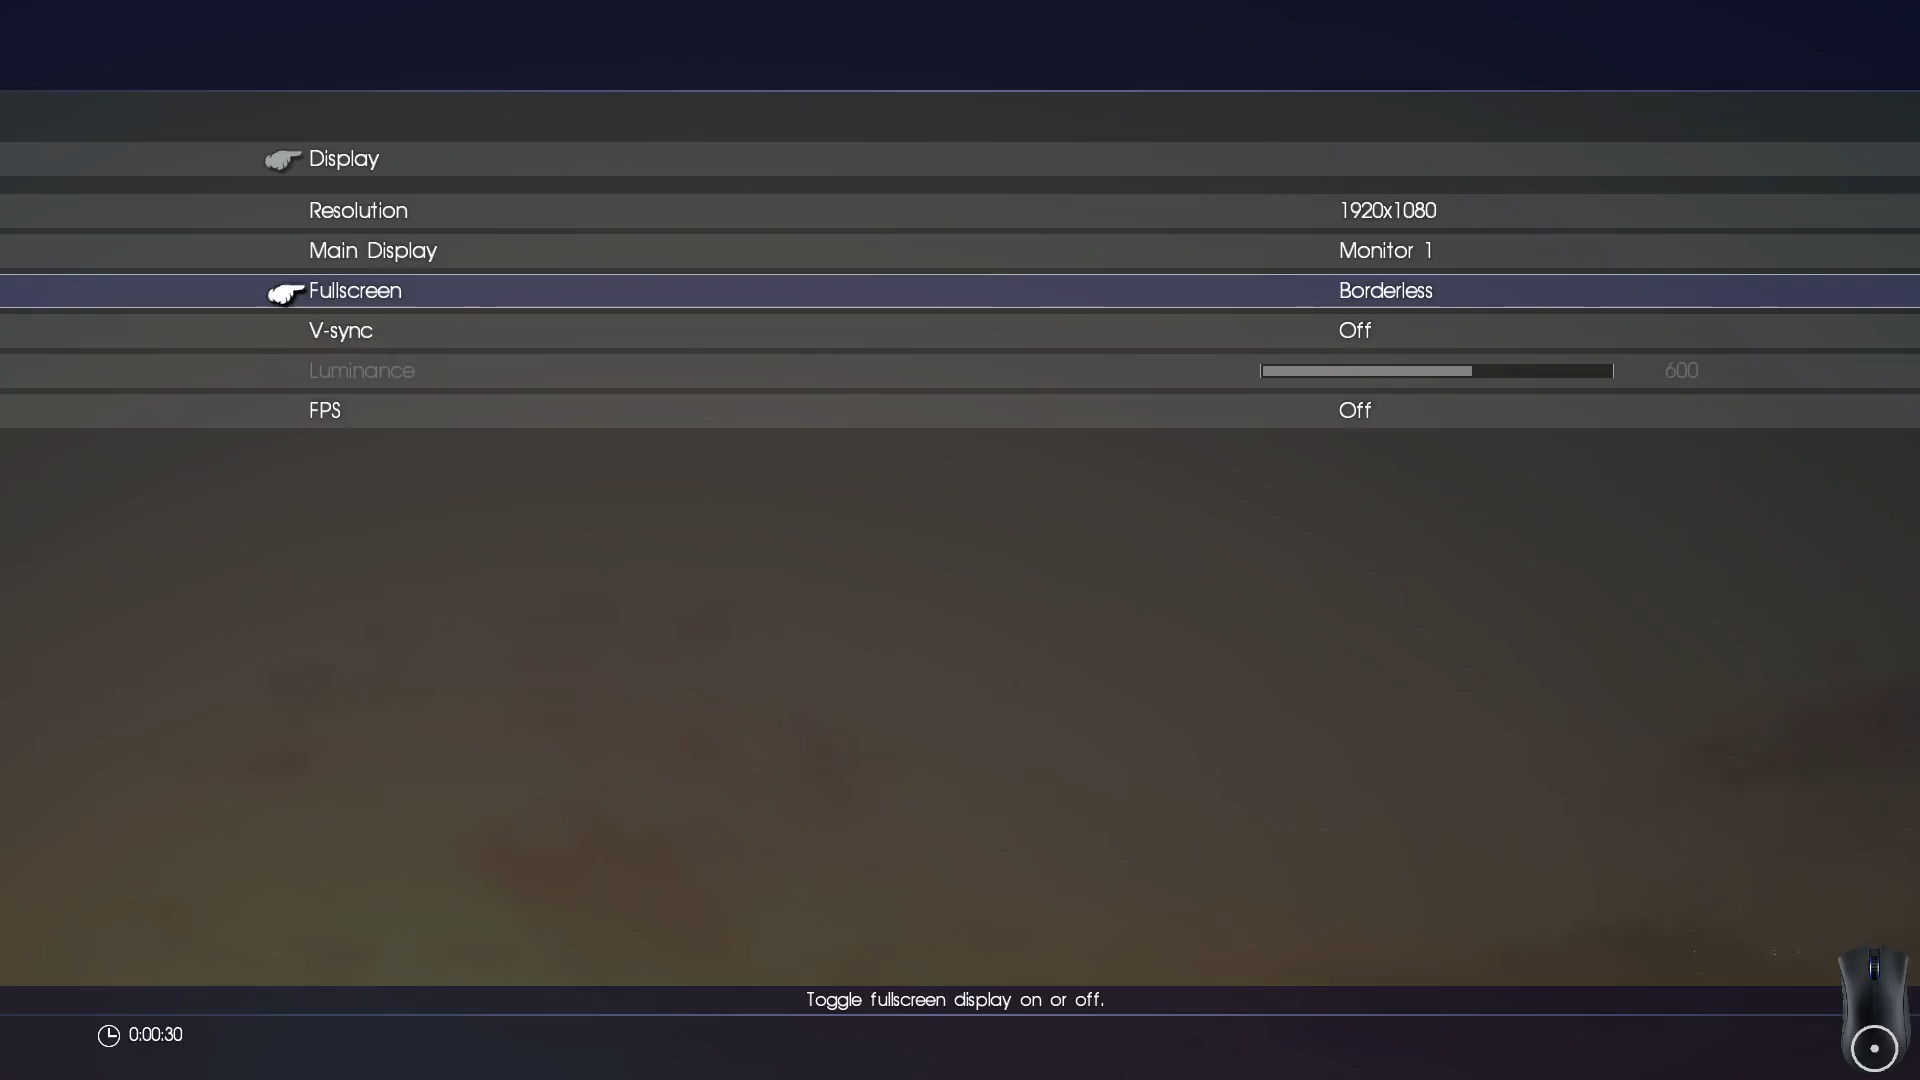 Display
Resolution 1920x1080
Main Display Monitor 1
Fullscreen Borderless
V-sync Off
Luminance 600
FPS Off
Toggle fullscreen display on or off.
0:00:30